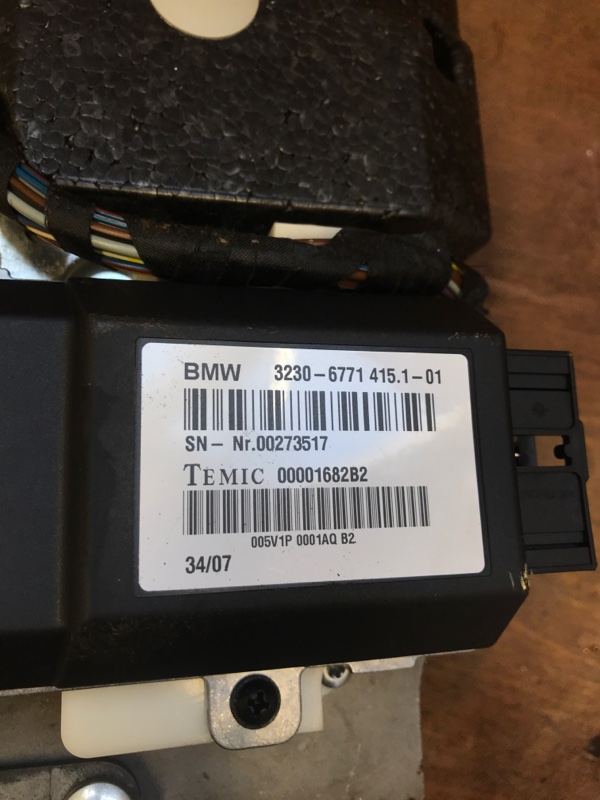 BMW 3230-6771 415.1-01
SN- Nr.00273517
TEMIC 00001682B2
005V1P 0001AQ B2
34/07